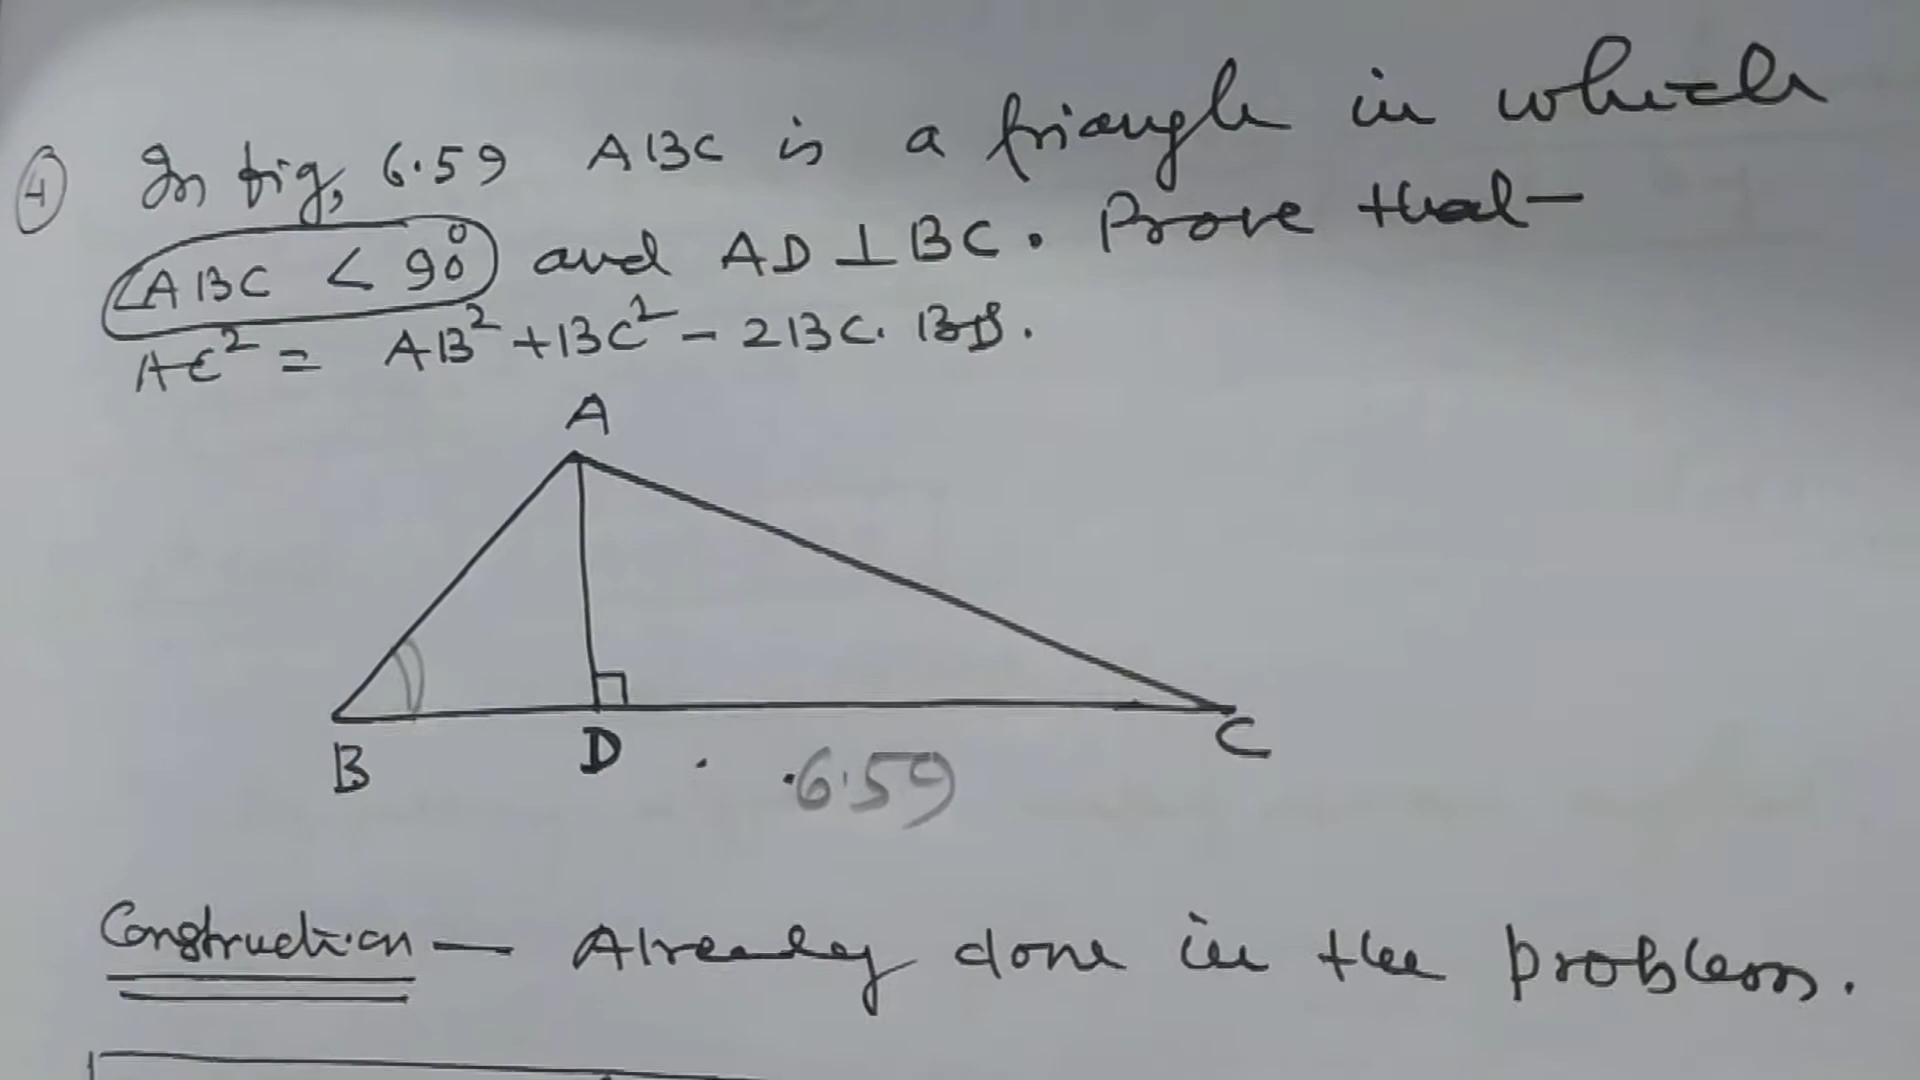 ④ In fig, 6.59 ABC is a triangle in which
∠ABC < 90° and AD ⊥ BC. Prove that
AC² = AB² + BC² - 2BC. BD.
A
B D C
6.59
Construction — Already done in the problem.